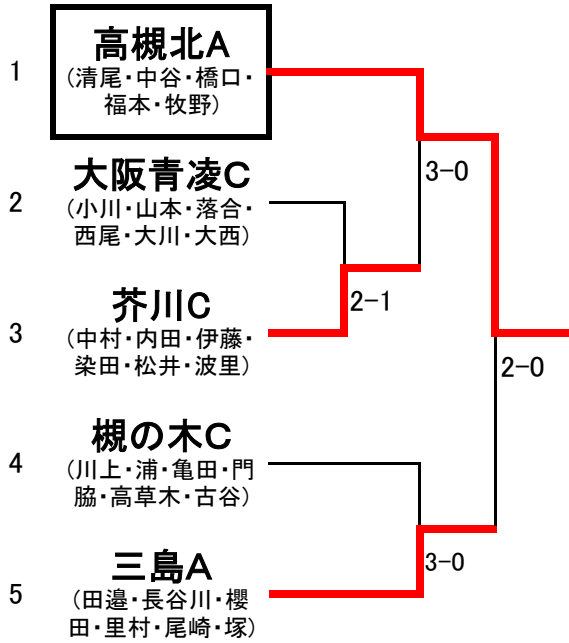 1
高槻北A
(清尾・中谷・橋口・
福本・牧野)
2
大阪青凌C
(小川・山本・落合・
西尾・大川・大西)
3
芥川C
(中村・内田・伊藤・
染田・松井・波里)
4
槻の木C
(川上・浦・亀田・門
脇・高草木・古谷)
5
三島A
(田邉・長谷川・櫻
田・里村・尾崎・塚)
3-0
2-1
2-0
3-0